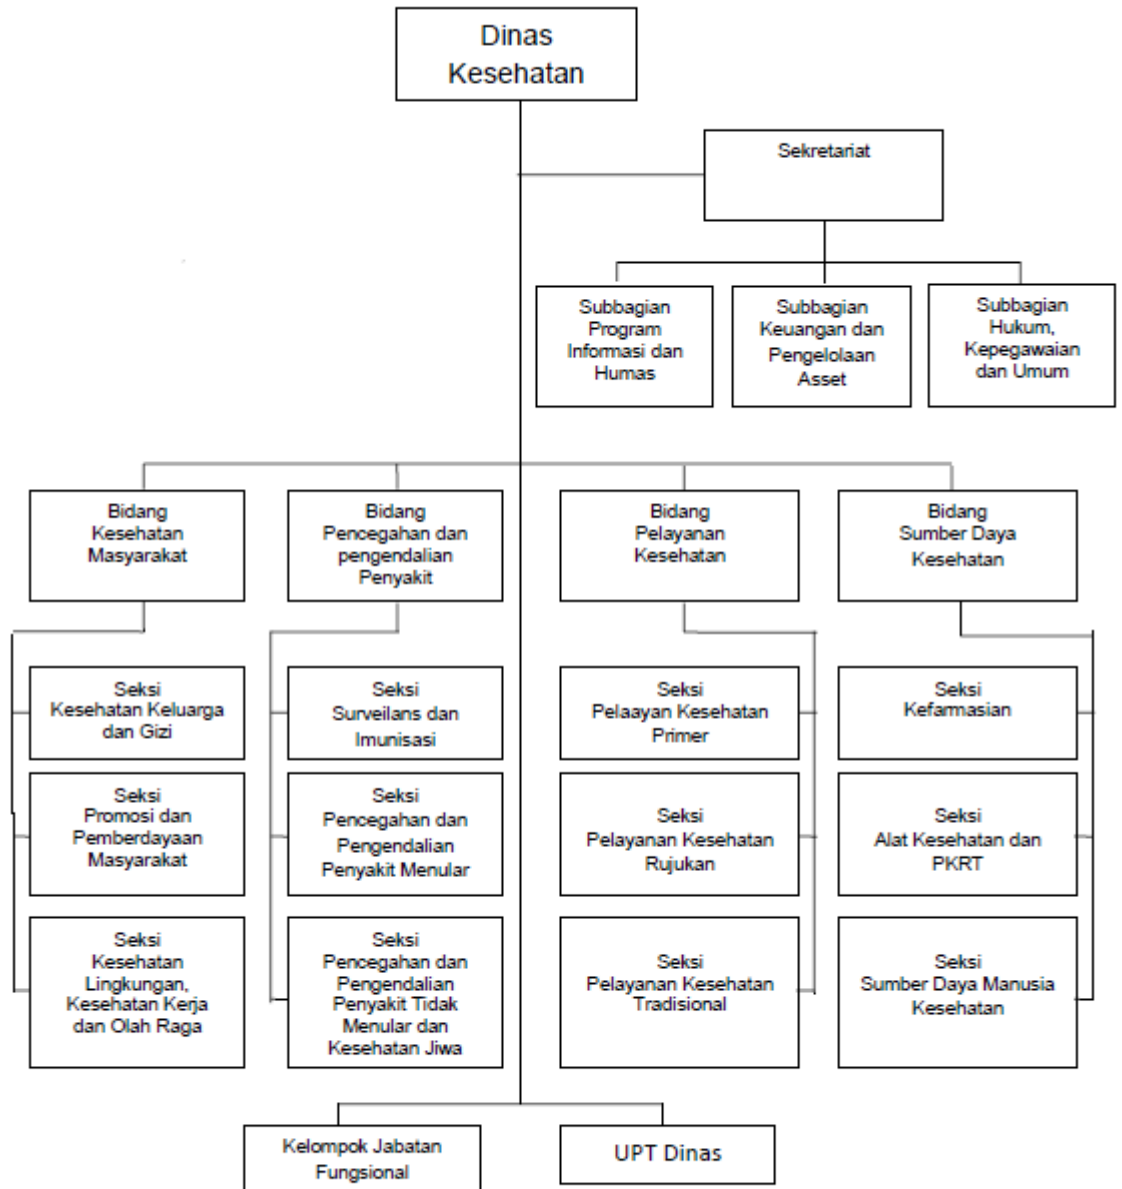 Dinas
Kesehatan
Sekretariat
Subbagian
Program
Informasi dan
Humas
Subbagian
Keuangan dan
Pengelolaan
Asset
Subbagian
Hukum,
Kepegawaian
dan Umum
Bidang
Kesehatan
Masyarakat
Bidang
Pencegahan dan
pengendalian
Penyakit
Bidang
Pelayanan
Kesehatan
Bidang
Sumber Daya
Kesehatan
Seksi
Kesehatan Keluarga
dan Gizi
Seksi
Surveilans dan
Imunisasi
Seksi
Pelaayan Kesehatan
Primer
Seksi
Kefarmasian
Seksi
Promosi dan
Pemberdayaan
Masyarakat
Seksi
Pencegahan dan
Pengendalian
Penyakit Menular
Seksi
Pelayanan Kesehatan
Rujukan
Seksi
Alat Kesehatan dan
PKRT
Seksi
Kesehatan
Lingkungan,
Kesehatan Kerja
dan Olah Raga
Seksi
Pencegahan dan
Pengendalian
Penyakit Tidak
Menular dan
Kesehatan Jiwa
Seksi
Pelayanan Kesehatan
Tradisional
Seksi
Sumber Daya Manusia
Kesehatan
Kelompok Jabatan
Fungsional
UPT Dinas